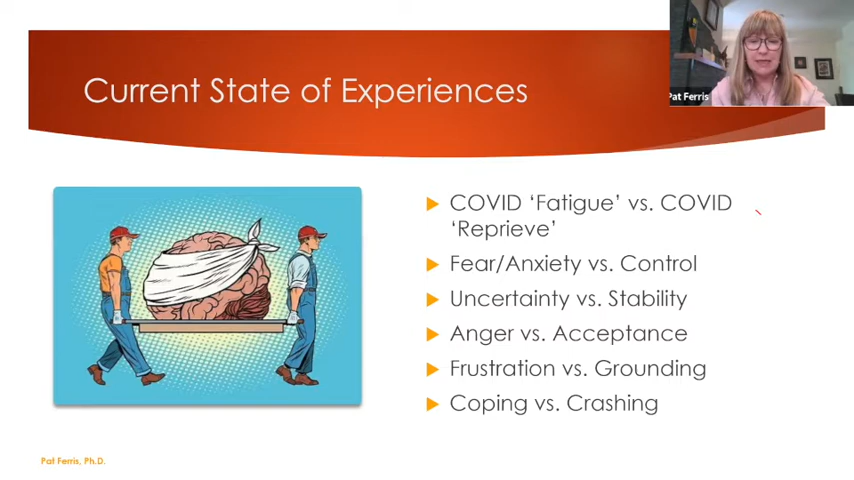 Current State of Experiences
Pat Ferris
COVID ‘Fatigue’ vs. COVID
‘Reprieve’
Fear/Anxiety vs. Control
Uncertainty vs. Stability
Anger vs. Acceptance
Frustration vs. Grounding
Coping vs. Crashing
Pat Ferris, Ph.D.